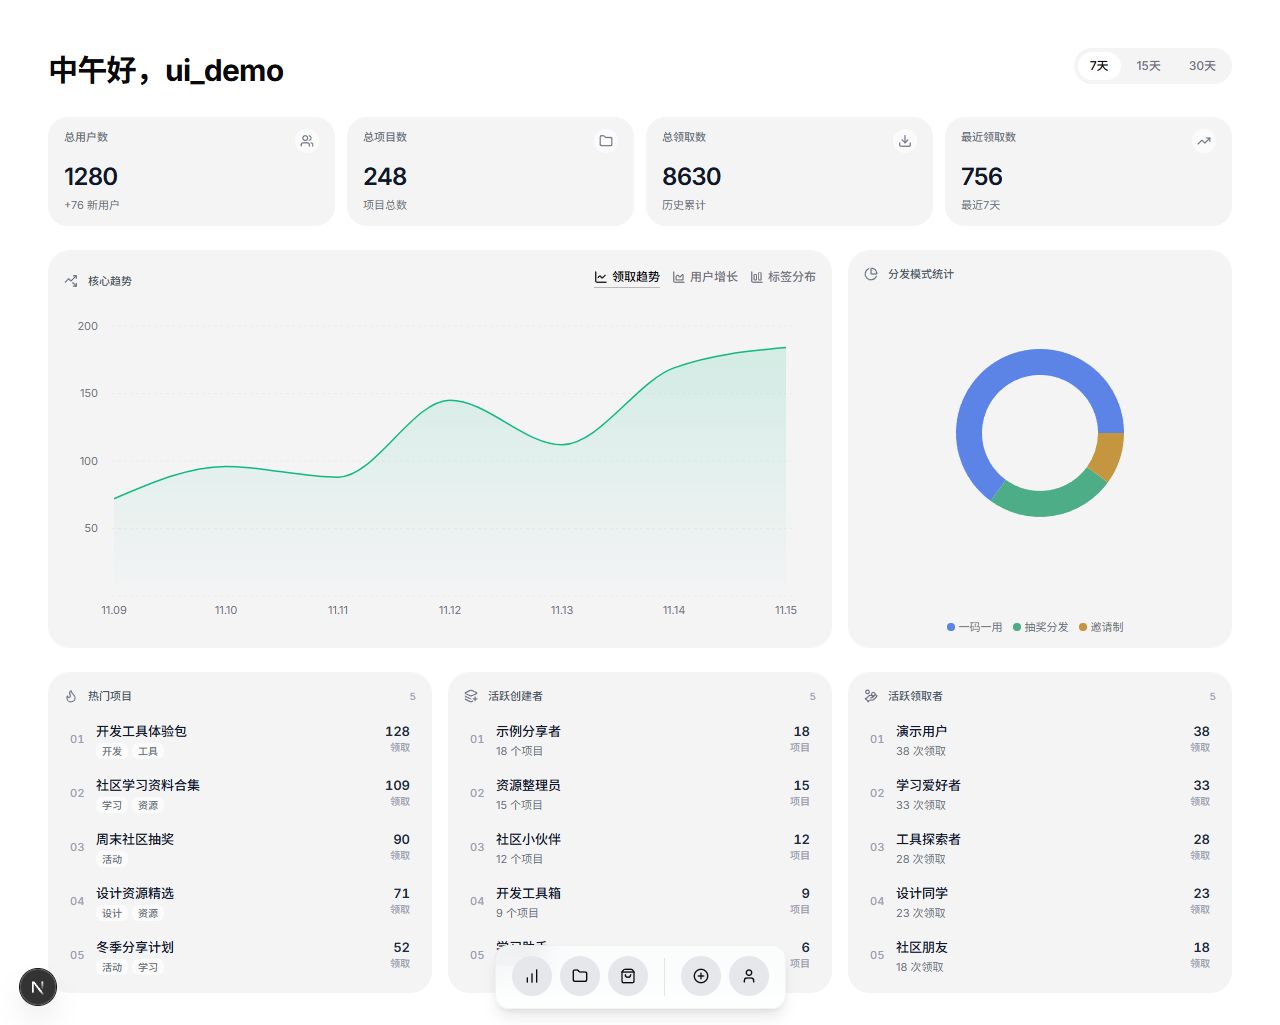 中午好，ui_demo
7天 15天 30天
总用户数
1280
+76 新用户
总项目数
248
项目总数
总领取数
8630
历史累计
最近领取数
756
最近7天
核心趋势
领取趋势 用户增长 标签分布
200
150
100
50
11.09 11.10 11.11 11.12 11.13 11.14 11.15
分发模式统计
一码一用 抽奖分发 邀请制
热门项目 5
01 开发工具体验包 128
开发 工具 领取
02 社区学习资料合集 109
学习 资源 领取
03 周末社区抽奖 90
活动 领取
04 设计资源精选 71
设计 资源 领取
05 冬季分享计划 52
活动 学习 领取
活跃创建者 5
01 示例分享者 18
18 个项目 项目
02 资源整理员 15
15 个项目 项目
03 社区小伙伴 12
12 个项目 项目
04 开发工具箱 9
9 个项目 项目
05 学习助手 6
项目
活跃领取者 5
01 演示用户 38
38 次领取 领取
02 学习爱好者 33
33 次领取 领取
03 工具探索者 28
28 次领取 领取
04 设计同学 23
23 次领取 领取
05 社区朋友 18
18 次领取 领取
N